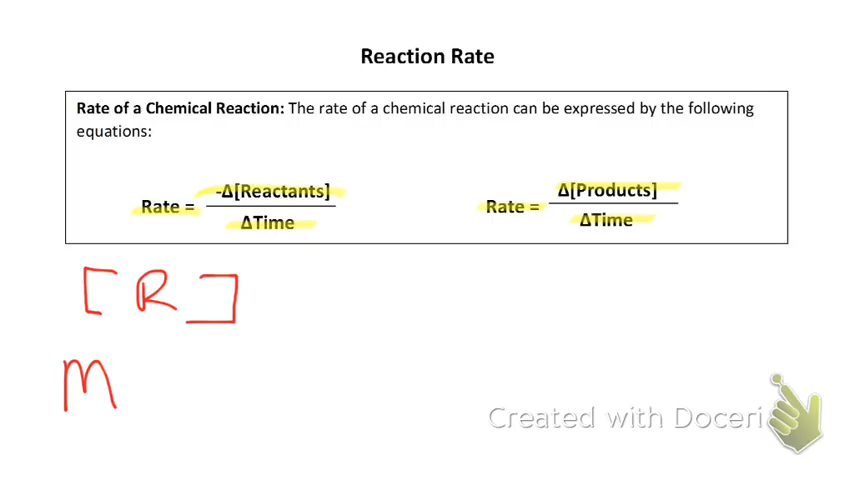 Reaction Rate
Rate of a Chemical Reaction: The rate of a chemical reaction can be expressed by the following
equations:
Rate = -Δ[Reactants] / ΔTime
Rate = Δ[Products] / ΔTime
[R]
M
Created with Doceri